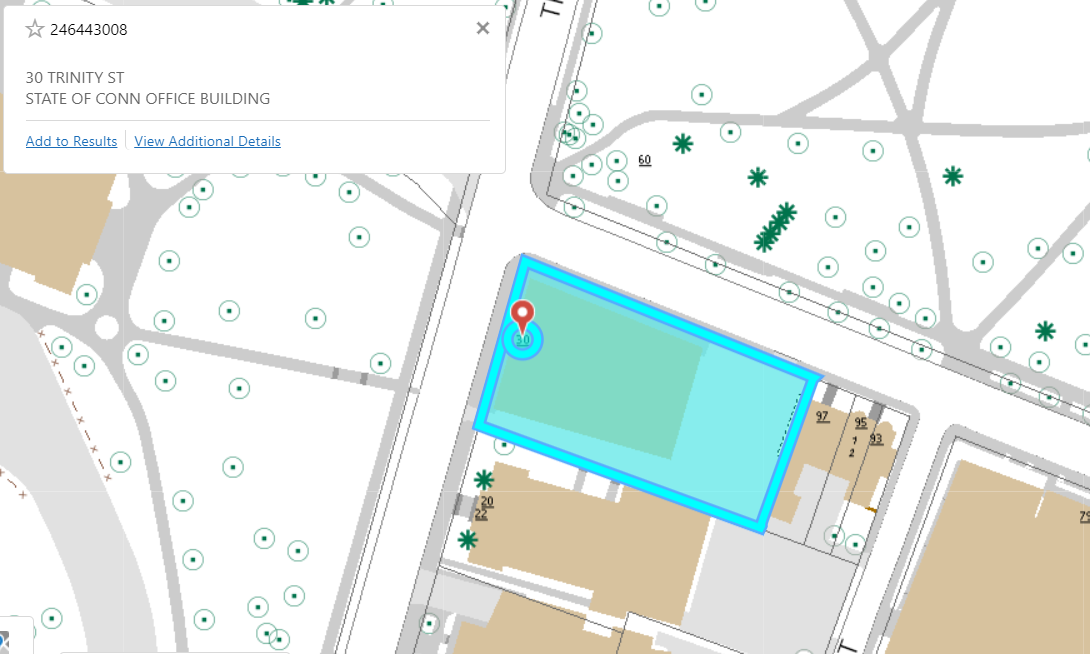 246443008
30 TRINITY ST
STATE OF CONN OFFICE BUILDING
Add to Results
View Additional Details
60
30
97
95
93
1
2
20
22